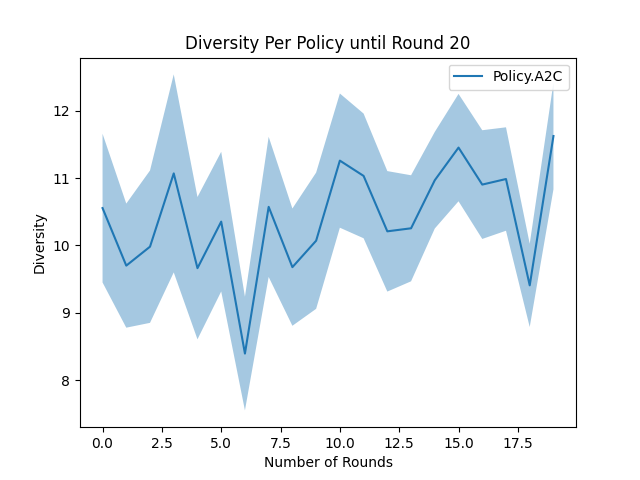 Diversity Per Policy until Round 20
Policy.A2C
12
11
10
9
8
Diversity
0.0 2.5 5.0 7.5 10.0 12.5 15.0 17.5
Number of Rounds